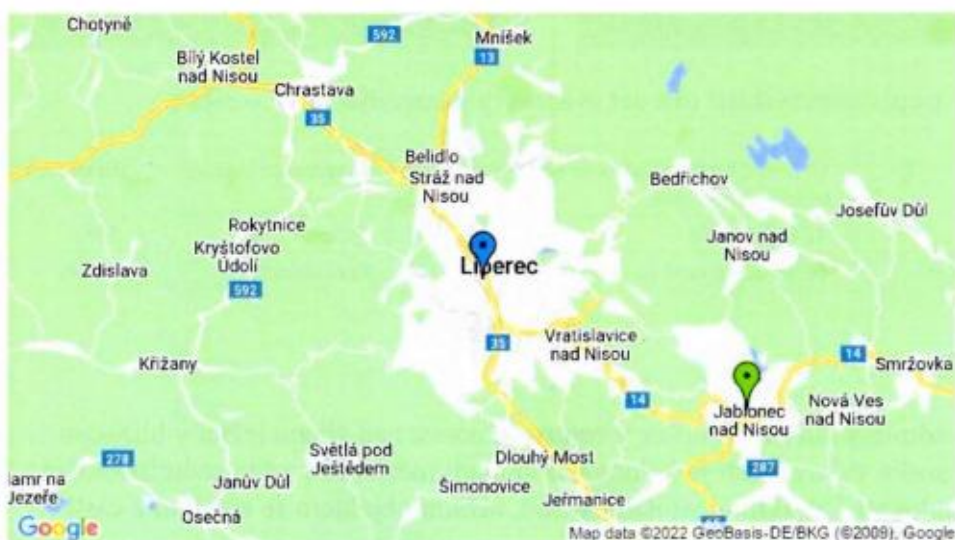 Chotyně
592
Mníšek
13
Bílý Kostel
nad Nisou
Chrastava
35
Belidlo
Stráž nad
Nisou
Bedřichov
Josefův Důl
Rokytnice
Janov nad
Nisou
Kryštofovo
Údolí
Zdislava
592
Liberec
35
Vratislavice
nad Nisou
14
Smržovka
Křižany
14
Jablonec
nad Nisou
Nová Ves
nad Nisou
Světlá pod
Ještědem
Dlouhý Most
278
287
Janův Důl
Šimonovice
Jeřmanice
lamr na
Jezeře
Osečná
Google
Map data ©2022 GeoBasis-DE/BKG (©2009), Google